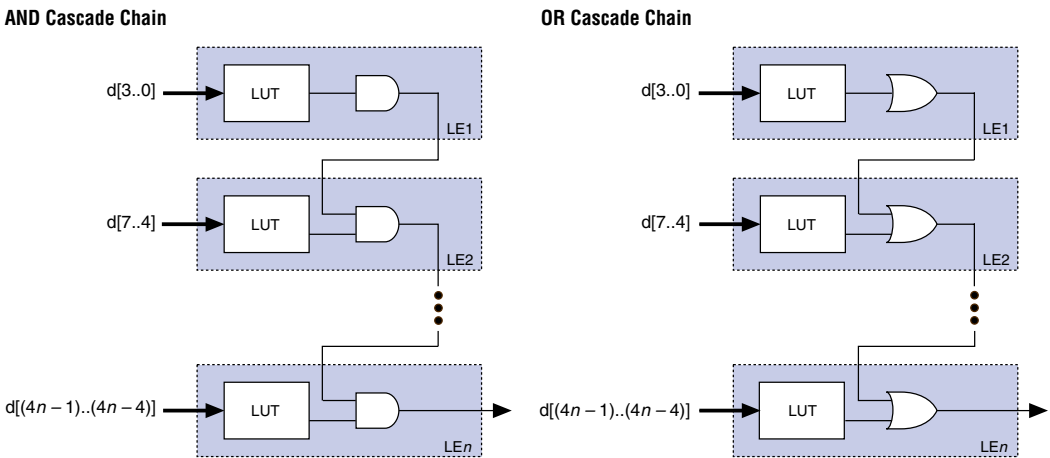 AND Cascade Chain
OR Cascade Chain
d[3..0]
LUT
LE1
d[7..4]
LUT
LE2
d[(4n – 1)..(4n – 4)]
LUT
LEn
d[3..0]
LUT
LE1
d[7..4]
LUT
LE2
d[(4n – 1)..(4n – 4)]
LUT
LEn